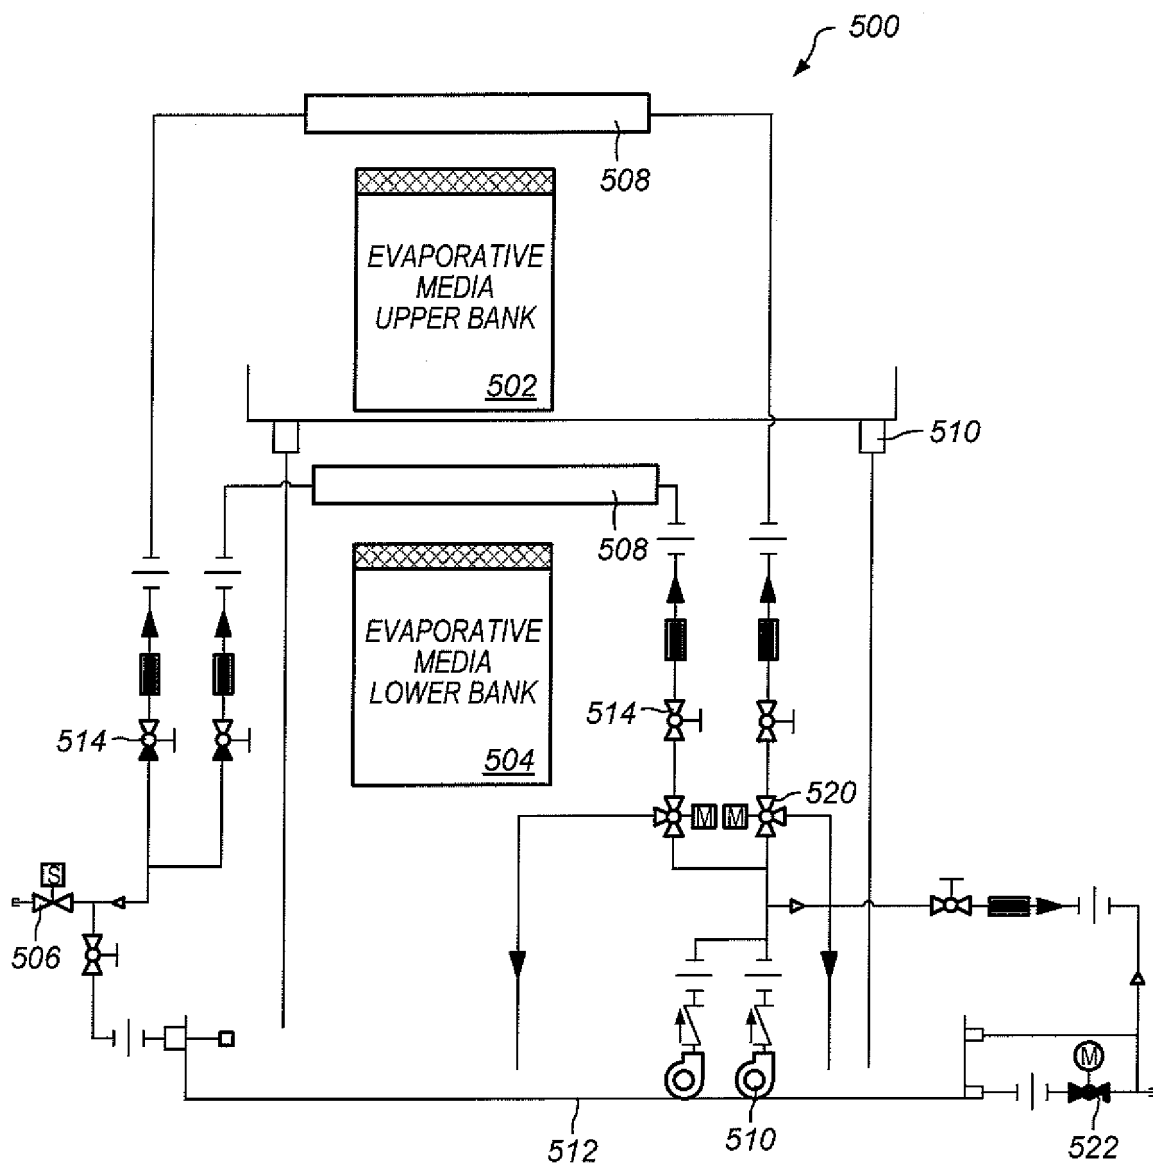 500
508
EVAPORATIVE
MEDIA
UPPER BANK
502
510
508
EVAPORATIVE
MEDIA
LOWER BANK
504
514
514
M
M
520
S
506
M
512
510
522